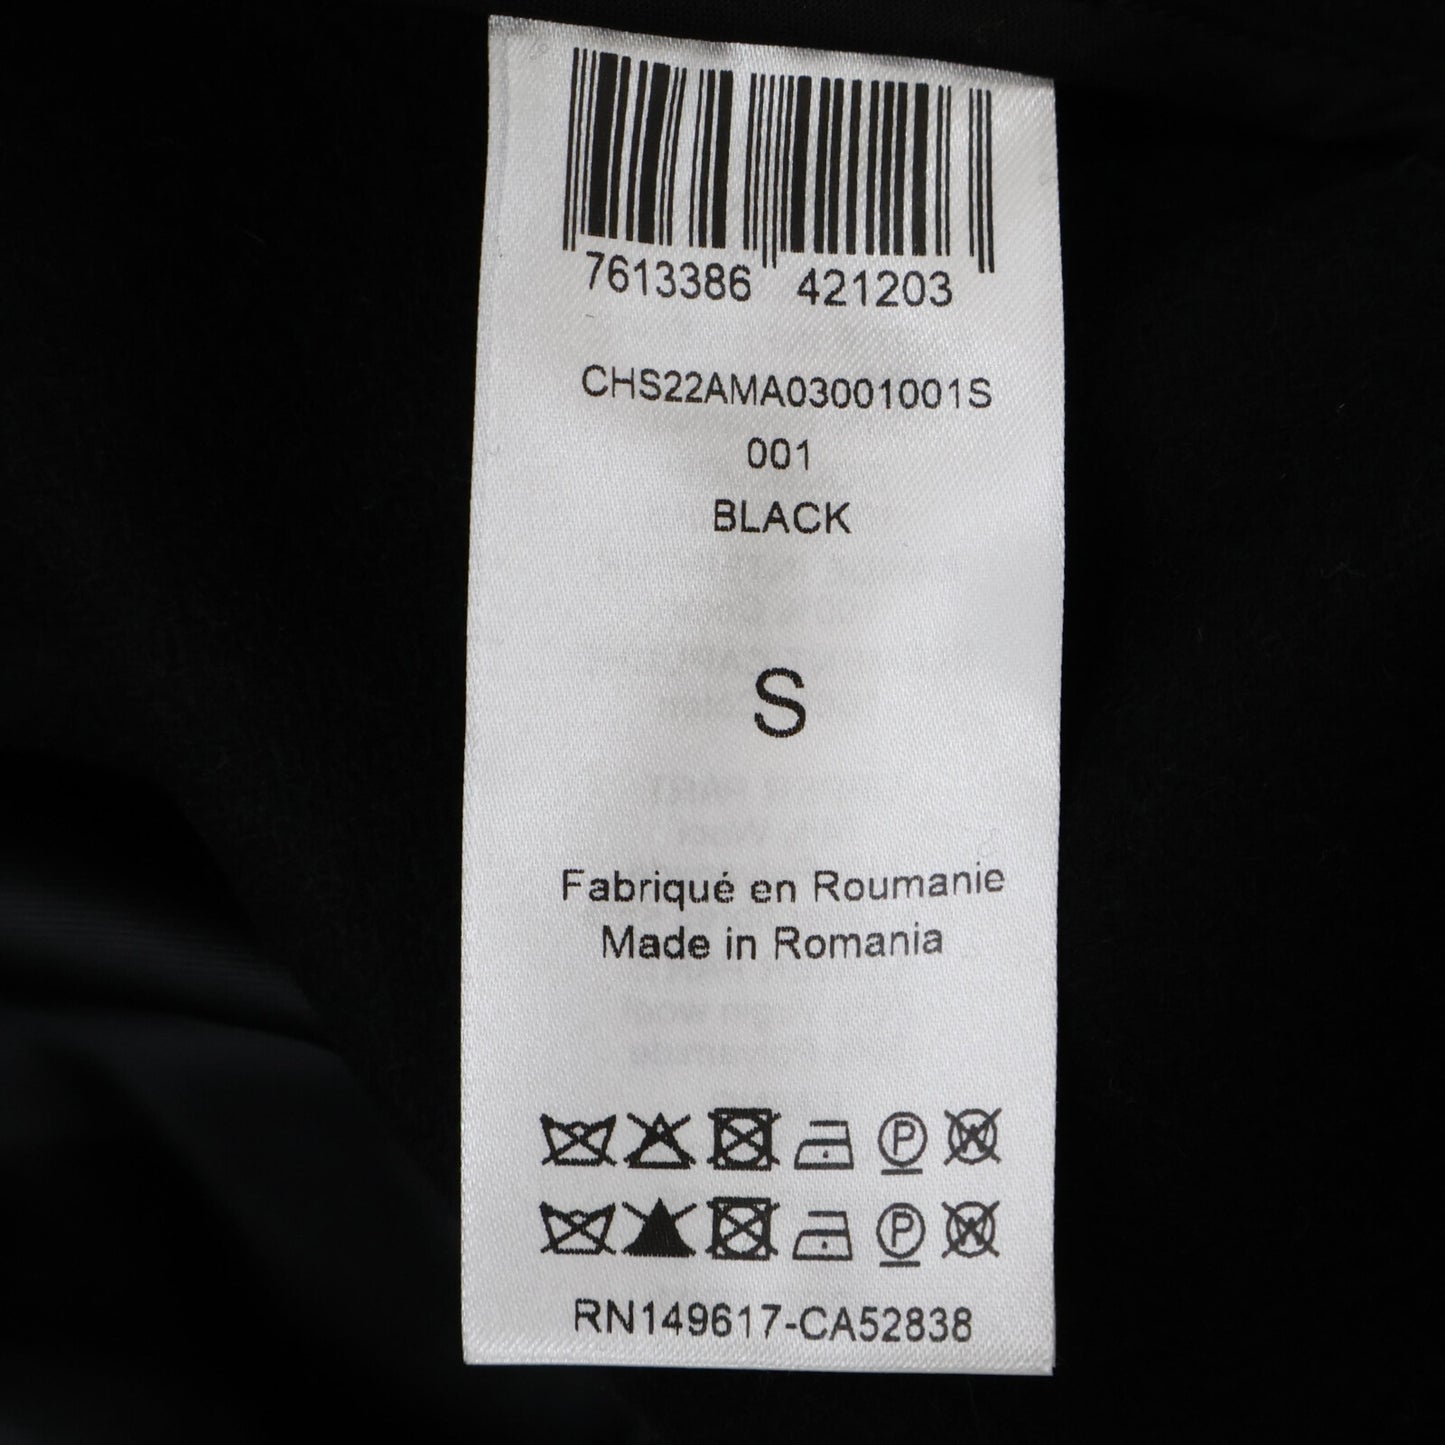 7613386 421203
CHS22AMA03001001S
001
BLACK
S
Fabriqué en Roumanie
Made in Romania
P W
P W
RN149617-CA52838